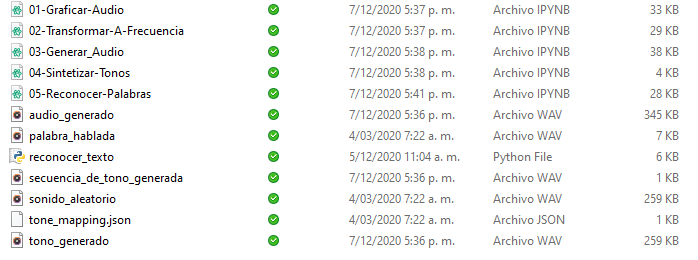 01-Graficar-Audio 7/12/2020 5:37 p. m. Archivo IPYNB 33 KB
02-Transformar-A-Frecuencia 7/12/2020 5:37 p. m. Archivo IPYNB 29 KB
03-Generar_Audio 7/12/2020 5:38 p. m. Archivo IPYNB 38 KB
04-Sintetizar-Tonos 7/12/2020 5:38 p. m. Archivo IPYNB 4 KB
05-Reconocer-Palabras 7/12/2020 5:41 p. m. Archivo IPYNB 28 KB
audio_generado 7/12/2020 5:36 p. m. Archivo WAV 345 KB
palabra_hablada 4/03/2020 7:22 a. m. Archivo WAV 7 KB
reconocer_texto 5/12/2020 11:04 a. m. Python File 6 KB
secuencia_de_tono_generada 7/12/2020 5:36 p. m. Archivo WAV 1 KB
sonido_aleatorio 4/03/2020 7:22 a. m. Archivo WAV 259 KB
tone_mapping.json 4/03/2020 7:22 a. m. Archivo JSON 1 KB
tono_generado 7/12/2020 5:36 p. m. Archivo WAV 259 KB